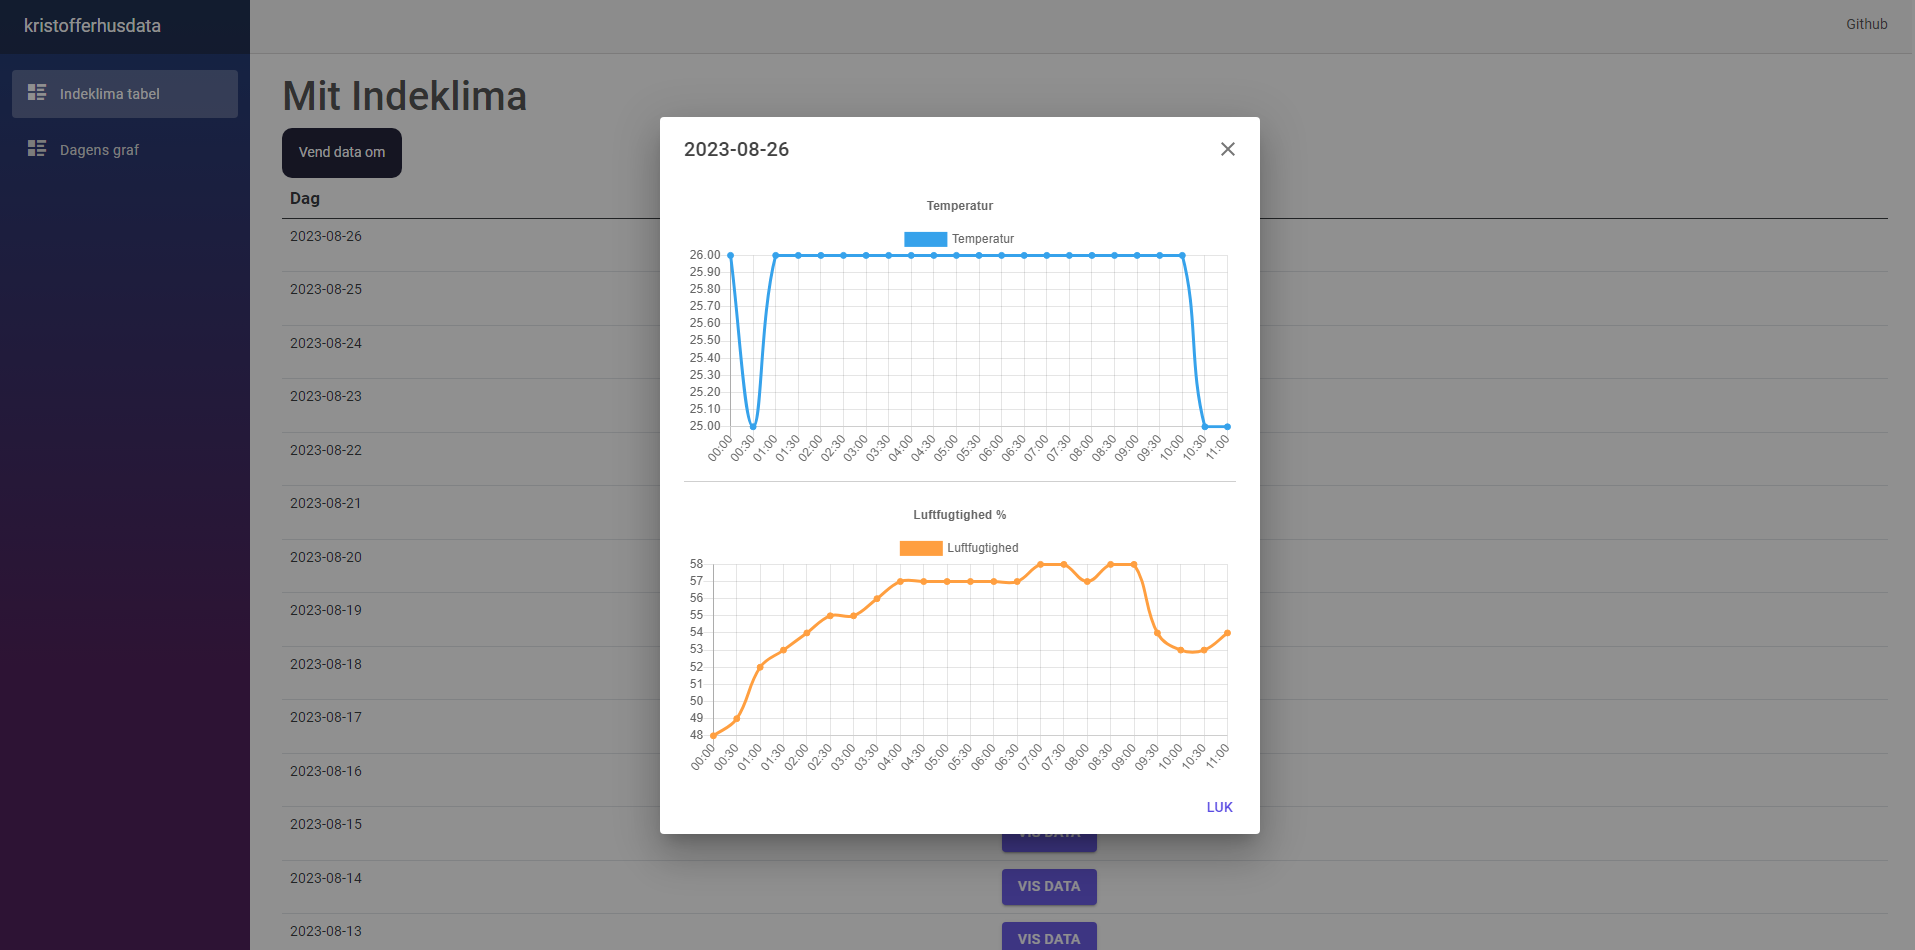 kristofferhusdata
Github
Indeklima tabel
Dagens graf
Mit Indeklima
Vend data om
Dag
2023-08-26
2023-08-25
2023-08-24
2023-08-23
2023-08-22
2023-08-21
2023-08-20
2023-08-19
2023-08-18
2023-08-17
2023-08-16
2023-08-15
VIS DATA
2023-08-14
VIS DATA
2023-08-13
VIS DATA
2023-08-26
Temperatur
Temperatur
26.00
25.90
25.80
25.70
25.60
25.50
25.40
25.30
25.20
25.10
25.00
00:00 00:30 01:00 01:30 02:00 02:30 03:00 03:30 04:00 04:30 05:00 05:30 06:00 06:30 07:00 07:30 08:00 08:30 09:00 09:30 10:00 10:30 11:00
Luftfugtighed %
Luftfugtighed
58
57
56
55
54
53
52
51
50
49
48
00:00 00:30 01:00 01:30 02:00 02:30 03:00 03:30 04:00 04:30 05:00 05:30 06:00 06:30 07:00 07:30 08:00 08:30 09:00 09:30 10:00 10:30 11:00
LUK